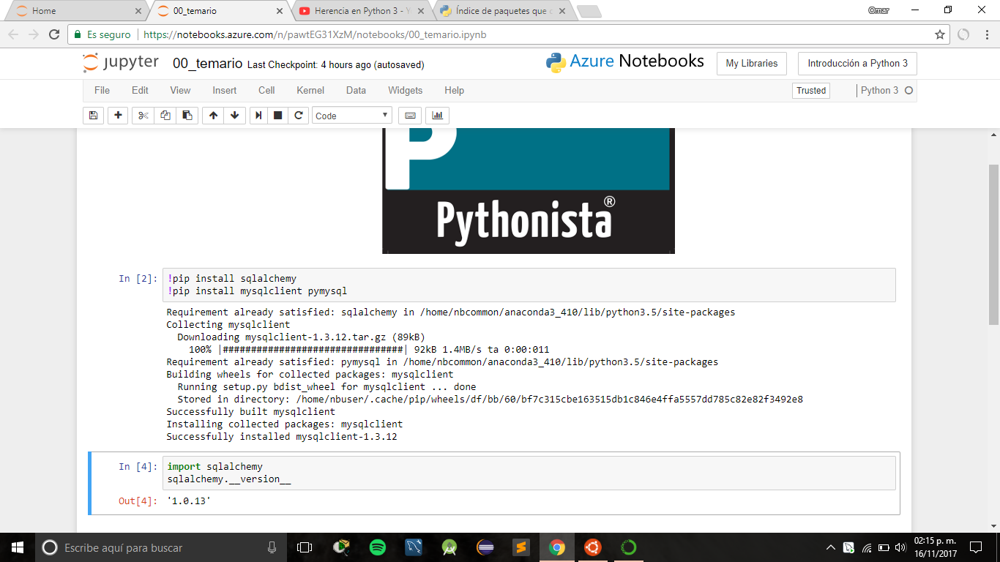 Home
00_temario
Herencia en Python 3 - Y
Índice de paquetes que
Omar
Es seguro
https://notebooks.azure.com/n/pawtEG31XzM/notebooks/00_temario.ipynb
jupyter
00_temario
Last Checkpoint: 4 hours ago (autosaved)
Azure Notebooks
My Libraries
Introducción a Python 3
File Edit View Insert Cell Kernel Data Widgets Help
Trusted
Python 3
Code
Pythonista®
In [2]:
!pip install sqlalchemy
!pip install mysqlclient pymysql
Requirement already satisfied: sqlalchemy in /home/nbcommon/anaconda3_410/lib/python3.5/site-packages
Collecting mysqlclient
Downloading mysqlclient-1.3.12.tar.gz (89kB)
100% |################################| 92kB 1.4MB/s ta 0:00:011
Requirement already satisfied: pymysql in /home/nbcommon/anaconda3_410/lib/python3.5/site-packages
Building wheels for collected packages: mysqlclient
Running setup.py bdist_wheel for mysqlclient ... done
Stored in directory: /home/nbuser/.cache/pip/wheels/df/bb/60/bf7c315cbe163515db1c846e4ffa5557dd785c82e82f3492e8
Successfully built mysqlclient
Installing collected packages: mysqlclient
Successfully installed mysqlclient-1.3.12
In [4]:
import sqlalchemy
sqlalchemy.__version__
Out[4]: '1.0.13'
Escribe aquí para buscar
02:15 p. m.
16/11/2017